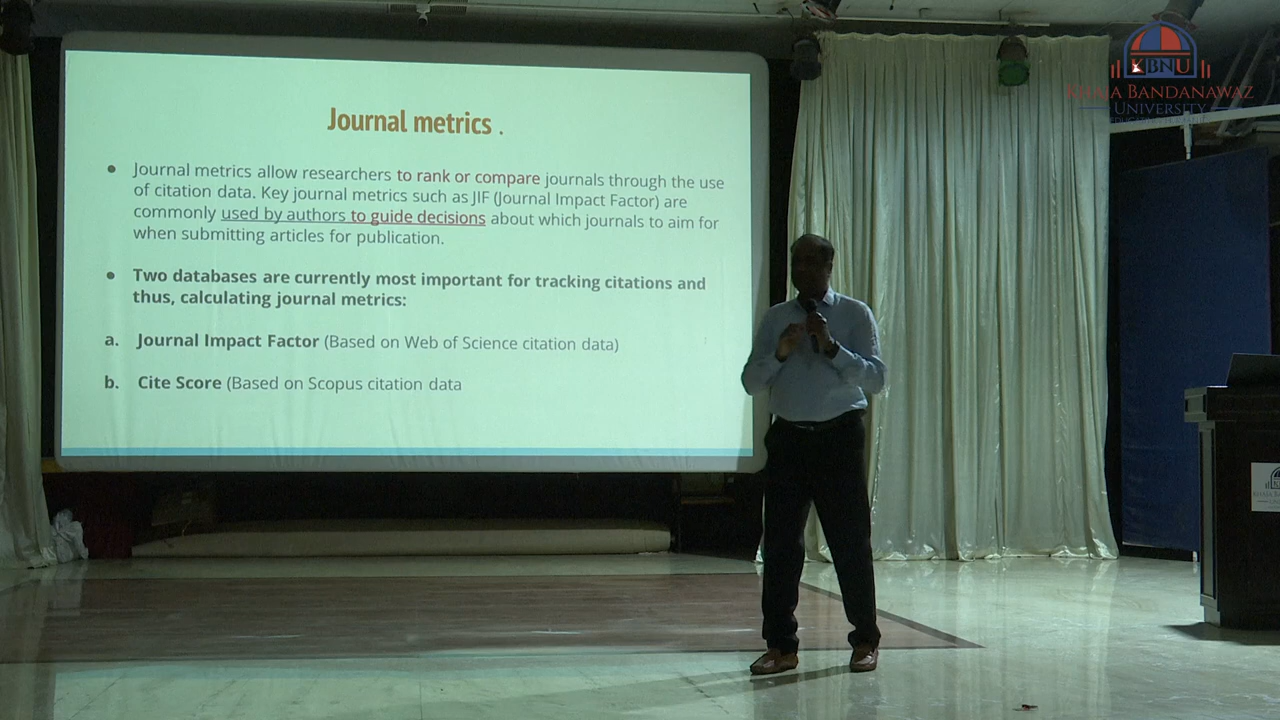 Journal metrics .
● Journal metrics allow researchers to rank or compare journals through the use
of citation data. Key journal metrics such as JIF (Journal Impact Factor) are
commonly used by authors to guide decisions about which journals to aim for
when submitting articles for publication.
● Two databases are currently most important for tracking citations and
thus, calculating journal metrics:
a. Journal Impact Factor (Based on Web of Science citation data)
b. Cite Score (Based on Scopus citation data
KBNU
KHAJA BANDANAWAZ
UNIVERSITY